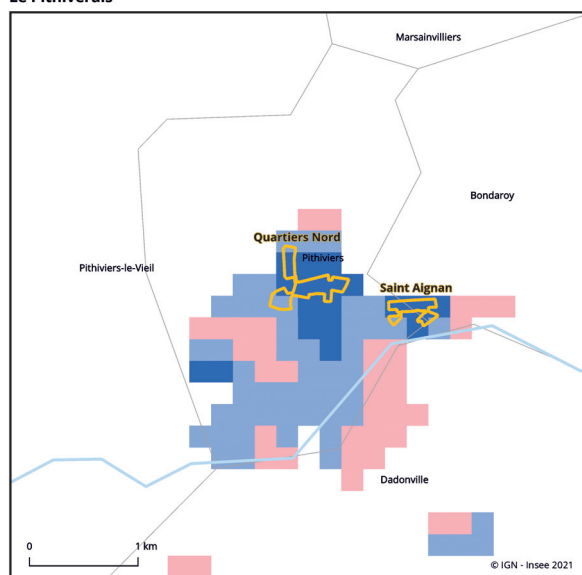 Le Pithiverais
Marsainvilliers
Bondaroy
Quartiers Nord
Pithiviers
Pithiviers-le-Vieil
Saint Aignan
Dadonville
0
1 km
© IGN - Insee 2021